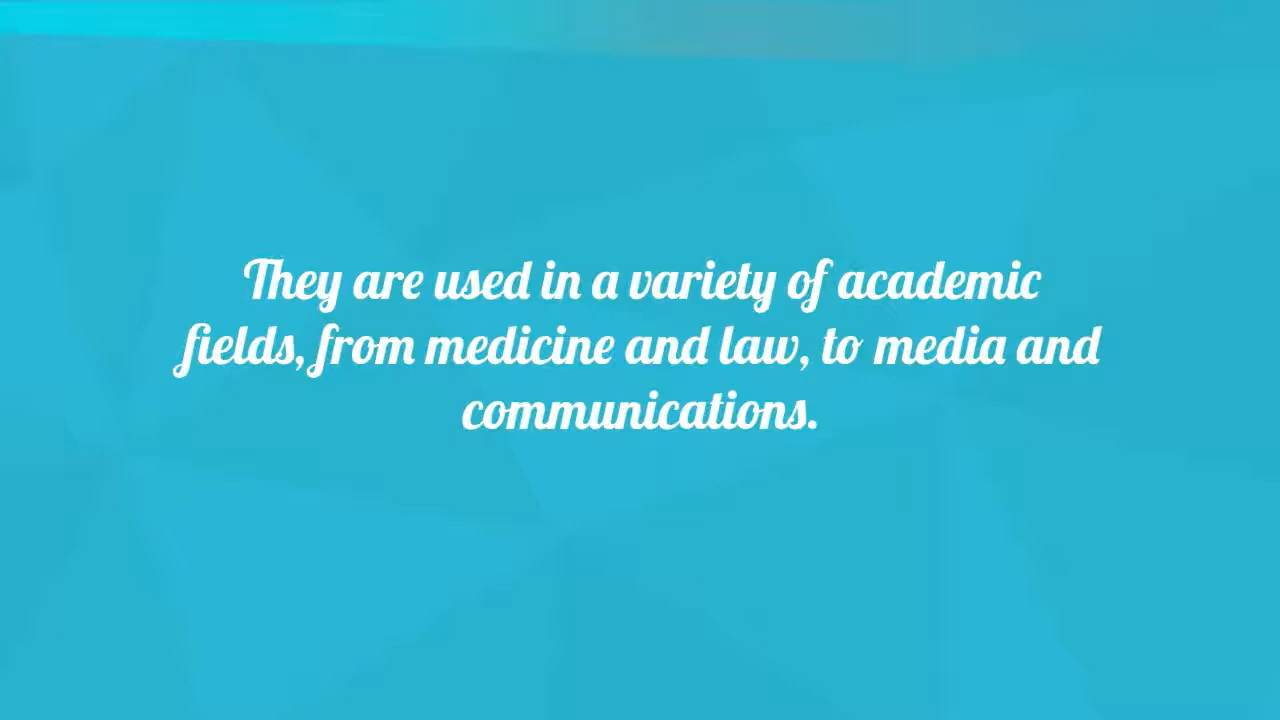 They are used in a variety of academic
fields, from medicine and law, to media and
communications.